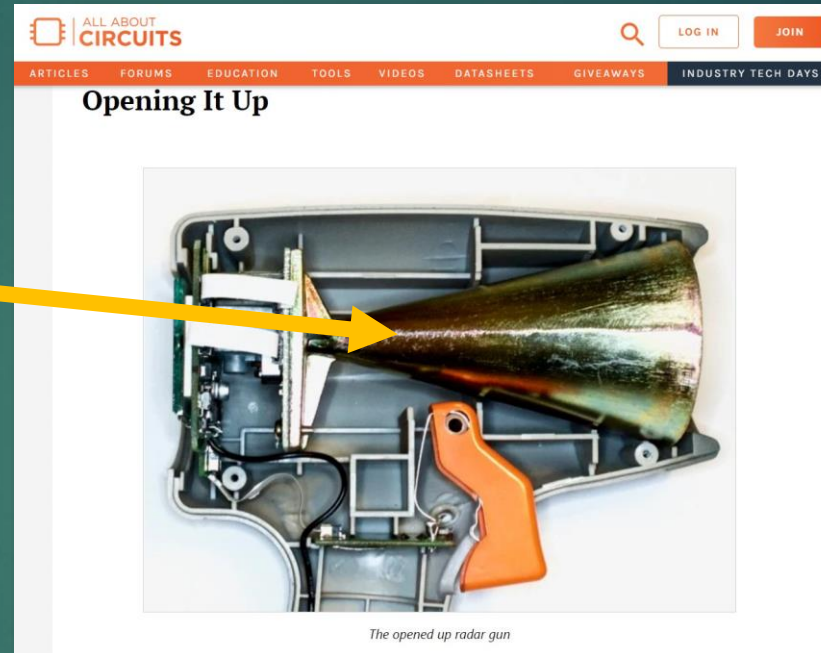 ALL ABOUT
CIRCUITS
LOG IN
JOIN
ARTICLES FORUMS EDUCATION TOOLS VIDEOS DATASHEETS GIVEAWAYS INDUSTRY TECH DAYS
Opening It Up
The opened up radar gun